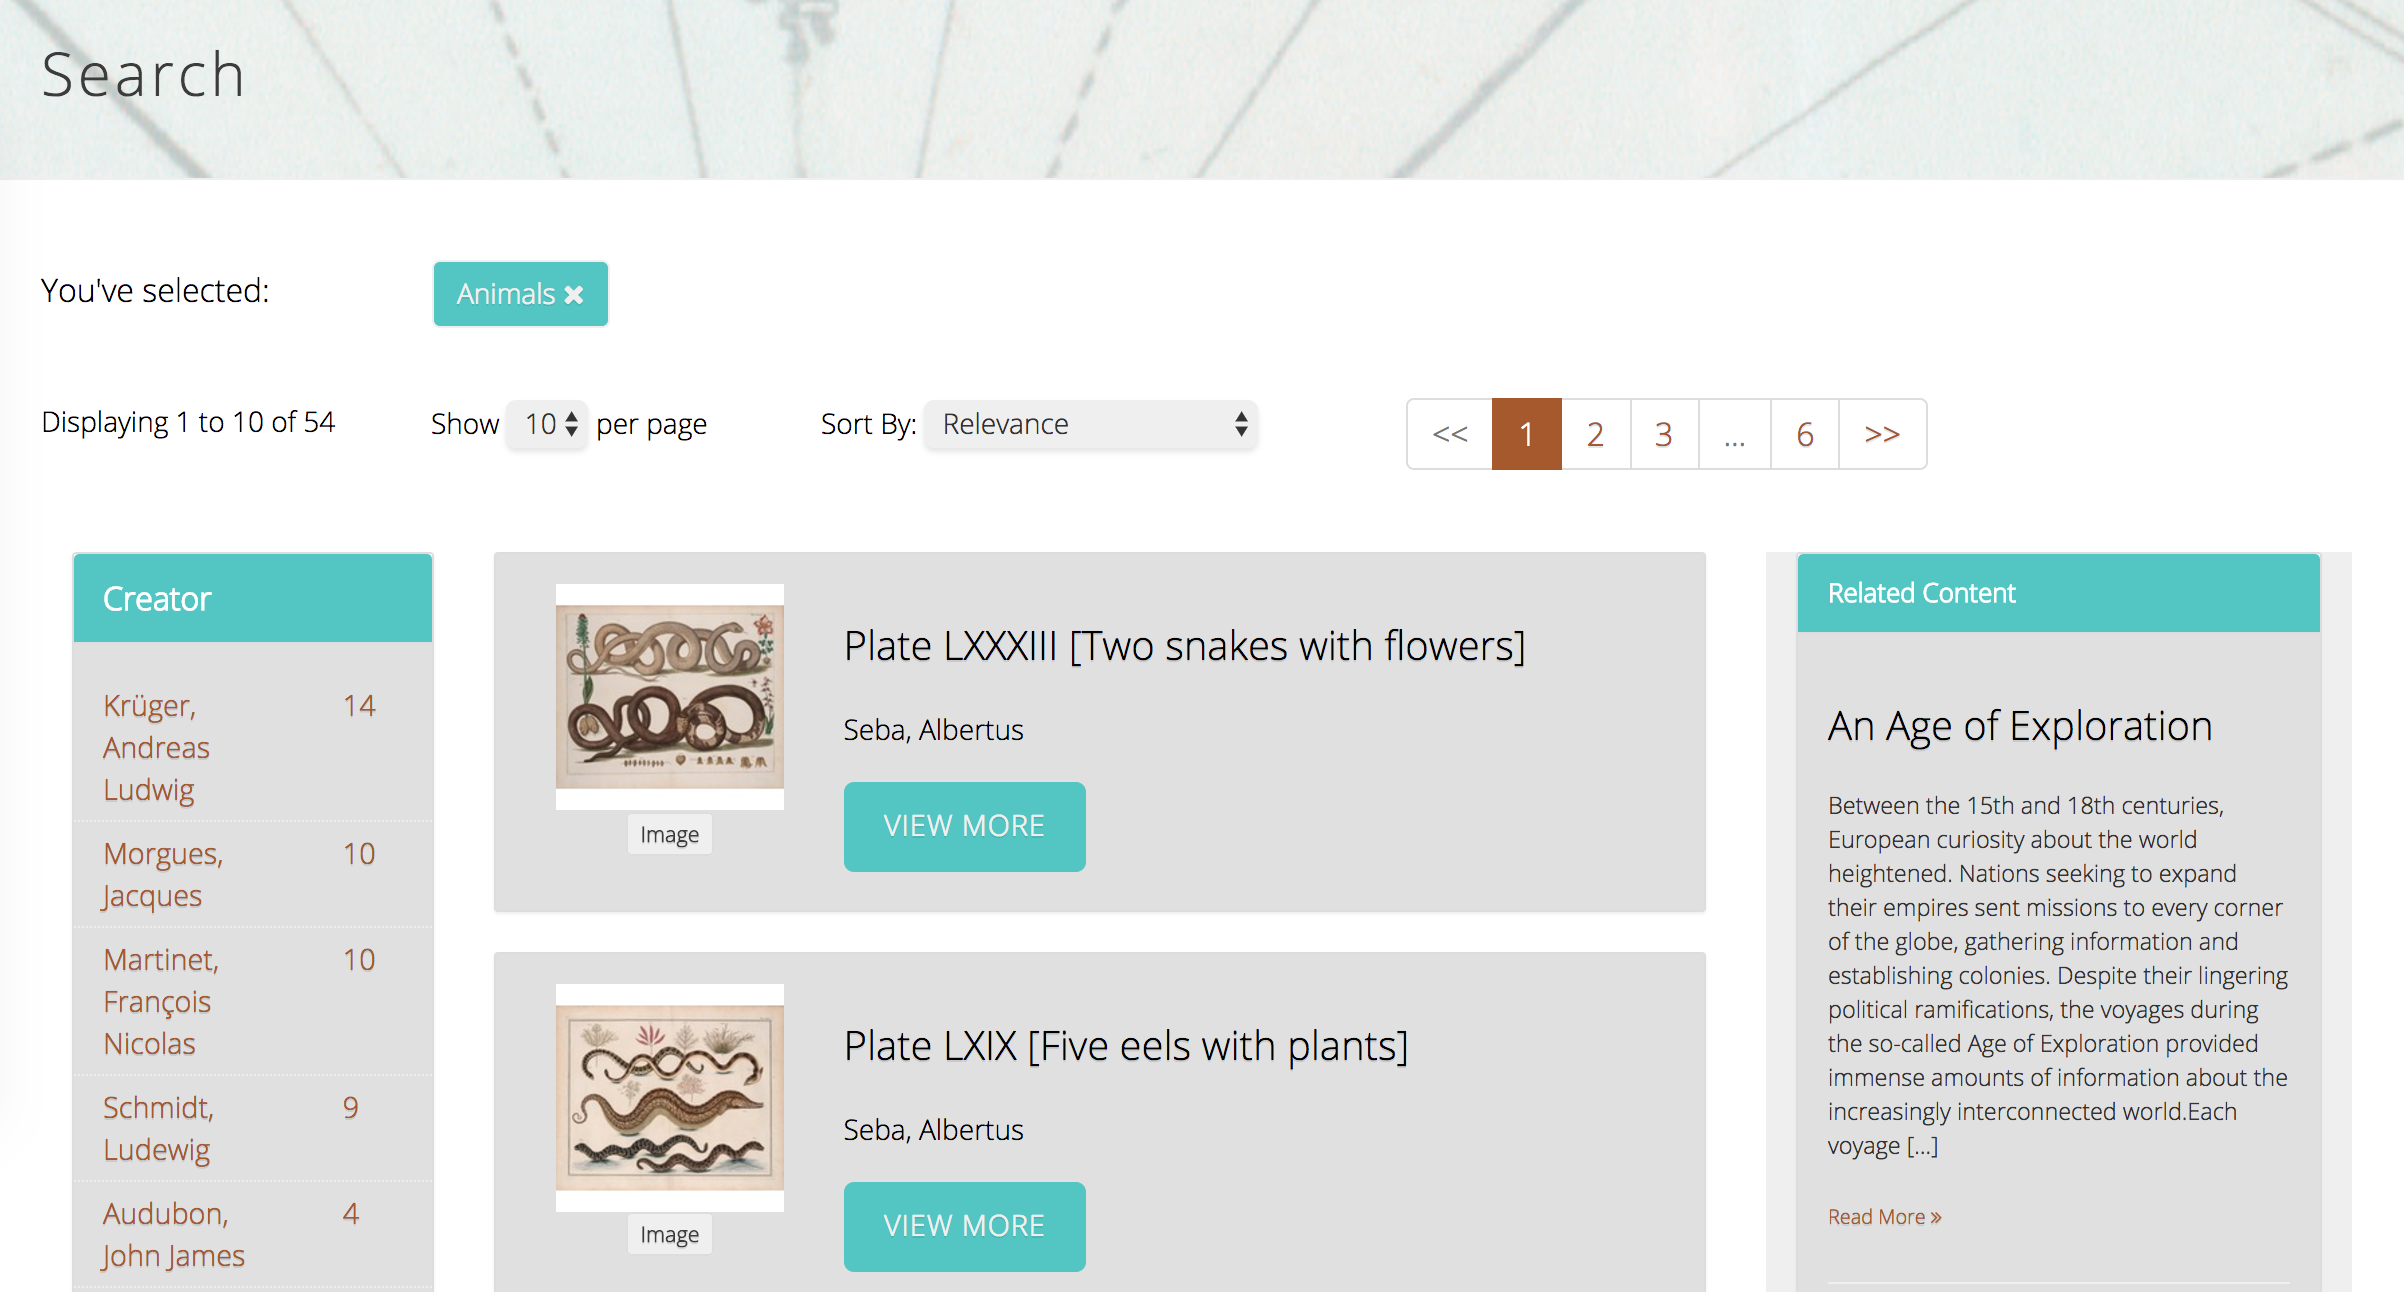 Search
You've selected:
Animals ✖
Displaying 1 to 10 of 54
Show 10 per page
Sort By: Relevance
<< 1 2 3 ... 6 >>
Creator
Krüger, 14
Andreas
Ludwig
Morgues, 10
Jacques
Martinet, 10
François
Nicolas
Schmidt, 9
Ludewig
Audubon, 4
John James
Plate LXXXIII [Two snakes with flowers]
Seba, Albertus
VIEW MORE
Image
Plate LXIX [Five eels with plants]
Seba, Albertus
VIEW MORE
Image
Related Content
An Age of Exploration
Between the 15th and 18th centuries,
European curiosity about the world
heightened. Nations seeking to expand
their empires sent missions to every corner
of the globe, gathering information and
establishing colonies. Despite their lingering
political ramifications, the voyages during
the so-called Age of Exploration provided
immense amounts of information about the
increasingly interconnected world.Each
voyage [...]
Read More »